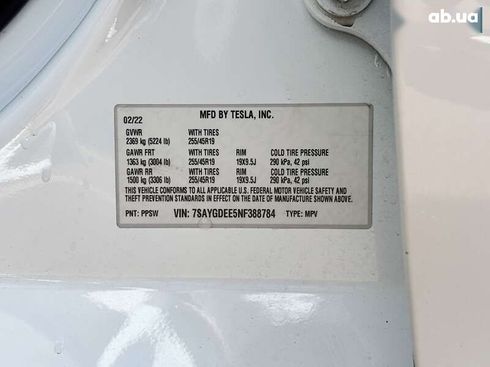 ab.ua
MFD BY TESLA, INC.
02/22
GVWR WITH TIRES
2369 kg (5224 lb) 255/45R19
GAWR FRT WITH TIRES RIM COLD TIRE PRESSURE
1363 kg (3004 lb) 255/45R19 19X9.5J 290 kPa, 42 psi
GAWR RR WITH TIRES RIM COLD TIRE PRESSURE
1500 kg (3306 lb) 255/45R19 19X9.5J 290 kPa, 42 psi
THIS VEHICLE CONFORMS TO ALL APPLICABLE U.S. FEDERAL MOTOR VEHICLE SAFETY AND
THEFT PREVENTION STANDARDS IN EFFECT ON THE DATE OF MANUFACTURE SHOWN ABOVE.
PNT: PPSW VIN: 7SAYGDEE5NF388784 TYPE: MPV